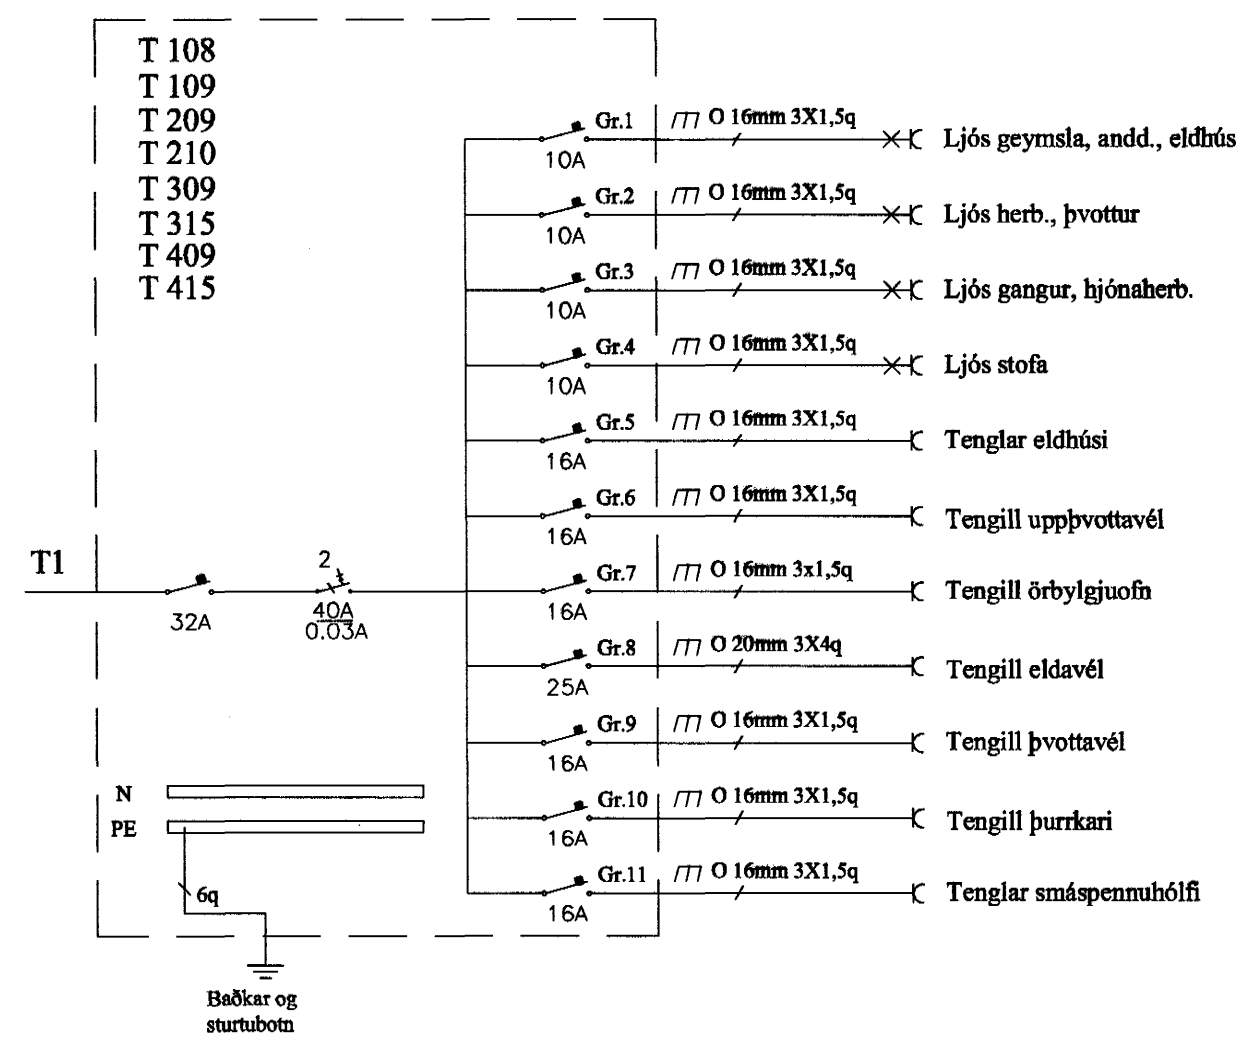 T 108
T 109
T 209
T 210
T 309
T 315
T 409
T 415
Gr.1 O 16mm 3X1,5q Ljós geymsla, andd., eldhús
10A
Gr.2 O 16mm 3X1,5q Ljós herb., þvottur
10A
Gr.3 O 16mm 3X1,5q Ljós gangur, hjónaherb.
10A
Gr.4 O 16mm 3X1,5q Ljós stofa
10A
Gr.5 O 16mm 3X1,5q Tenglar eldhúsi
16A
Gr.6 O 16mm 3X1,5q Tengill uppþvottavél
16A
T1 2 Gr.7 O 16mm 3x1,5q Tengill örbylgjuofn
32A 40A 16A
0.03A
Gr.8 O 20mm 3X4q Tengill eldavél
25A
Gr.9 O 16mm 3X1,5q Tengill þvottavél
16A
N Gr.10 O 16mm 3X1,5q Tengill þurrkari
PE 16A
Gr.11 O 16mm 3X1,5q Tenglar smáspennuhólfi
6q 16A
Baðkar og
sturtubotn